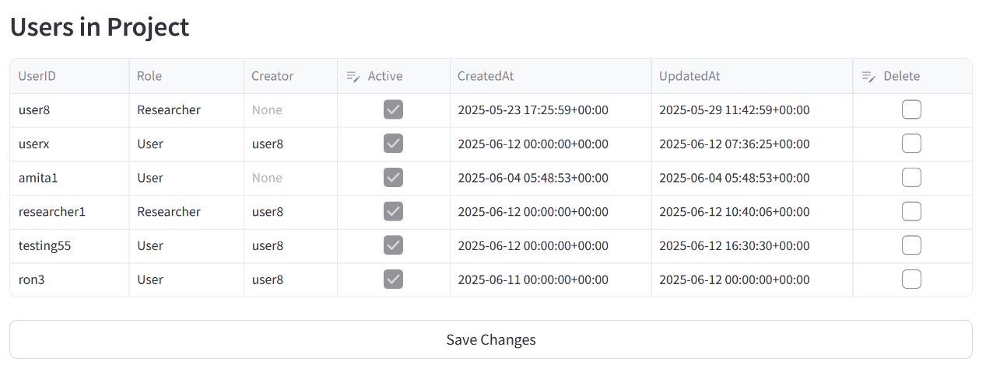 Users in Project
UserID Role Creator Active CreatedAt UpdatedAt Delete
user8 Researcher None 2025-05-23 17:25:59+00:00 2025-05-29 11:42:59+00:00
userx User user8 2025-06-12 00:00:00+00:00 2025-06-12 07:36:25+00:00
amita1 User None 2025-06-04 05:48:53+00:00 2025-06-04 05:48:53+00:00
researcher1 Researcher user8 2025-06-12 00:00:00+00:00 2025-06-12 10:40:06+00:00
testing55 User user8 2025-06-12 00:00:00+00:00 2025-06-12 16:30:30+00:00
ron3 User user8 2025-06-11 00:00:00+00:00 2025-06-12 00:00:00+00:00
Save Changes